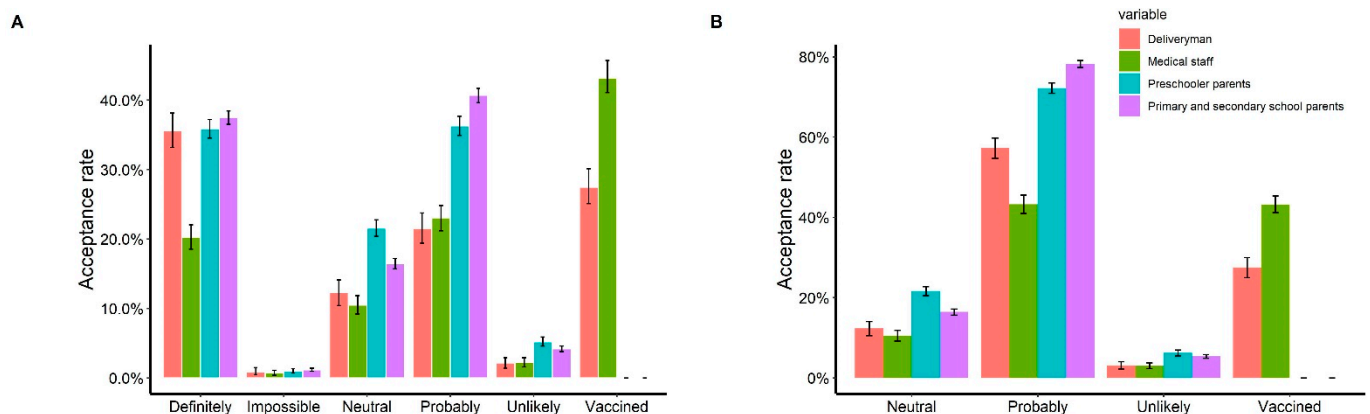 A
Acceptance rate
40.0%
30.0%
20.0%
10.0%
0.0%
Definitely Impossible Neutral Probably Unlikely Vaccined
B
Acceptance rate
80%
60%
40%
20%
0%
Neutral Probably Unlikely Vaccined
variable
Deliveryman
Medical staff
Preschooler parents
Primary and secondary school parents